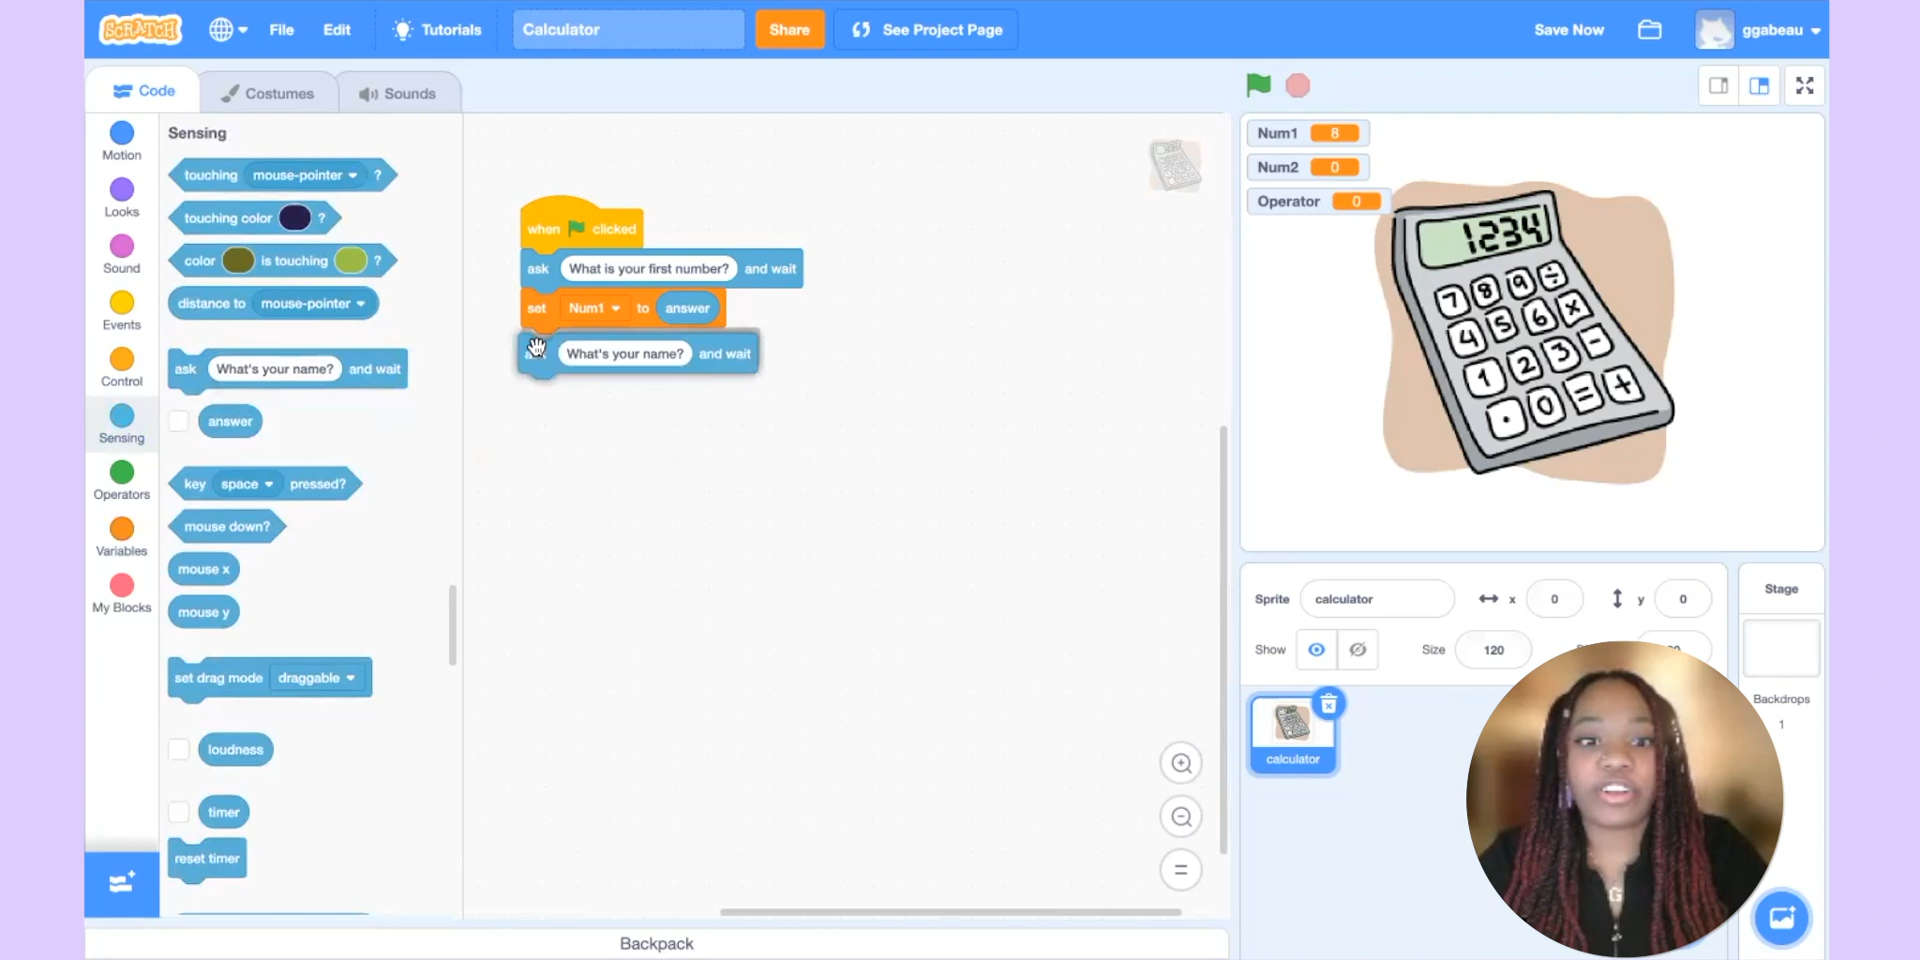 SCRATCH
File
Edit
Tutorials
Calculator
Share
See Project Page
Save Now
ggabeau
Code
Costumes
Sounds
Motion
Looks
Sound
Events
Control
Sensing
Operators
Variables
My Blocks
Sensing
touching mouse-pointer ?
touching color ?
color is touching ?
distance to mouse-pointer
ask What's your name? and wait
answer
key space pressed?
mouse down?
mouse x
mouse y
set drag mode draggable
loudness
timer
reset timer
when clicked
ask What is your first number? and wait
set Num1 to answer
What's your name? and wait
Backpack
Num1 8
Num2 0
Operator 0
1234
7 8 9 ÷
4 5 6 x
1 2 3 -
. 0 = +
Sprite calculator x 0 y 0
Show Size 120
calculator
Stage
Backdrops
1
G